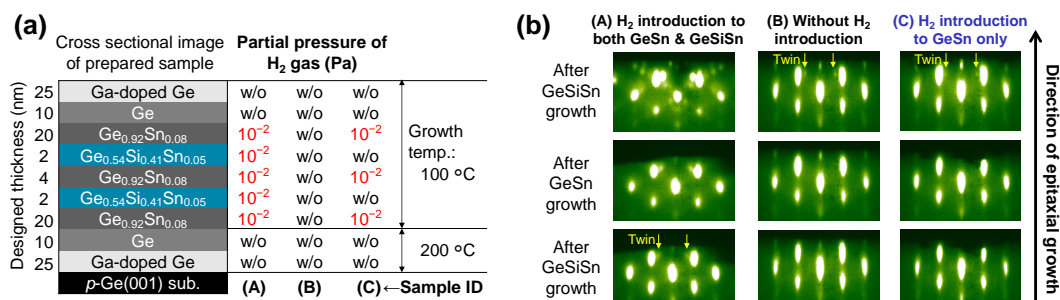 (a)
Cross sectional image
of prepared sample
Partial pressure of
H₂ gas (Pa)
Designed thickness (nm)
25 Ga-doped Ge w/o w/o w/o
10 Ge w/o w/o w/o
20 Ge₀.₉₂Sn₀.₀₈ 10⁻² w/o 10⁻²
2 Ge₀.₅₄Si₀.₄₁Sn₀.₀₅ 10⁻² w/o w/o
4 Ge₀.₉₂Sn₀.₀₈ 10⁻² w/o 10⁻²
2 Ge₀.₅₄Si₀.₄₁Sn₀.₀₅ 10⁻² w/o w/o
20 Ge₀.₉₂Sn₀.₀₈ 10⁻² w/o 10⁻²
10 Ge w/o w/o w/o
25 Ga-doped Ge w/o w/o w/o
p-Ge(001) sub. (A) (B) (C) ←Sample ID
Growth
temp.:
100 °C
200 °C
(b)
(A) H₂ introduction to
both GeSn & GeSiSn
(B) Without H₂
introduction
(C) H₂ introduction
to GeSn only
After
GeSiSn
growth
Twin
Twin
After
GeSn
growth
After
GeSiSn
growth
Twin
Direction of epitaxial growth